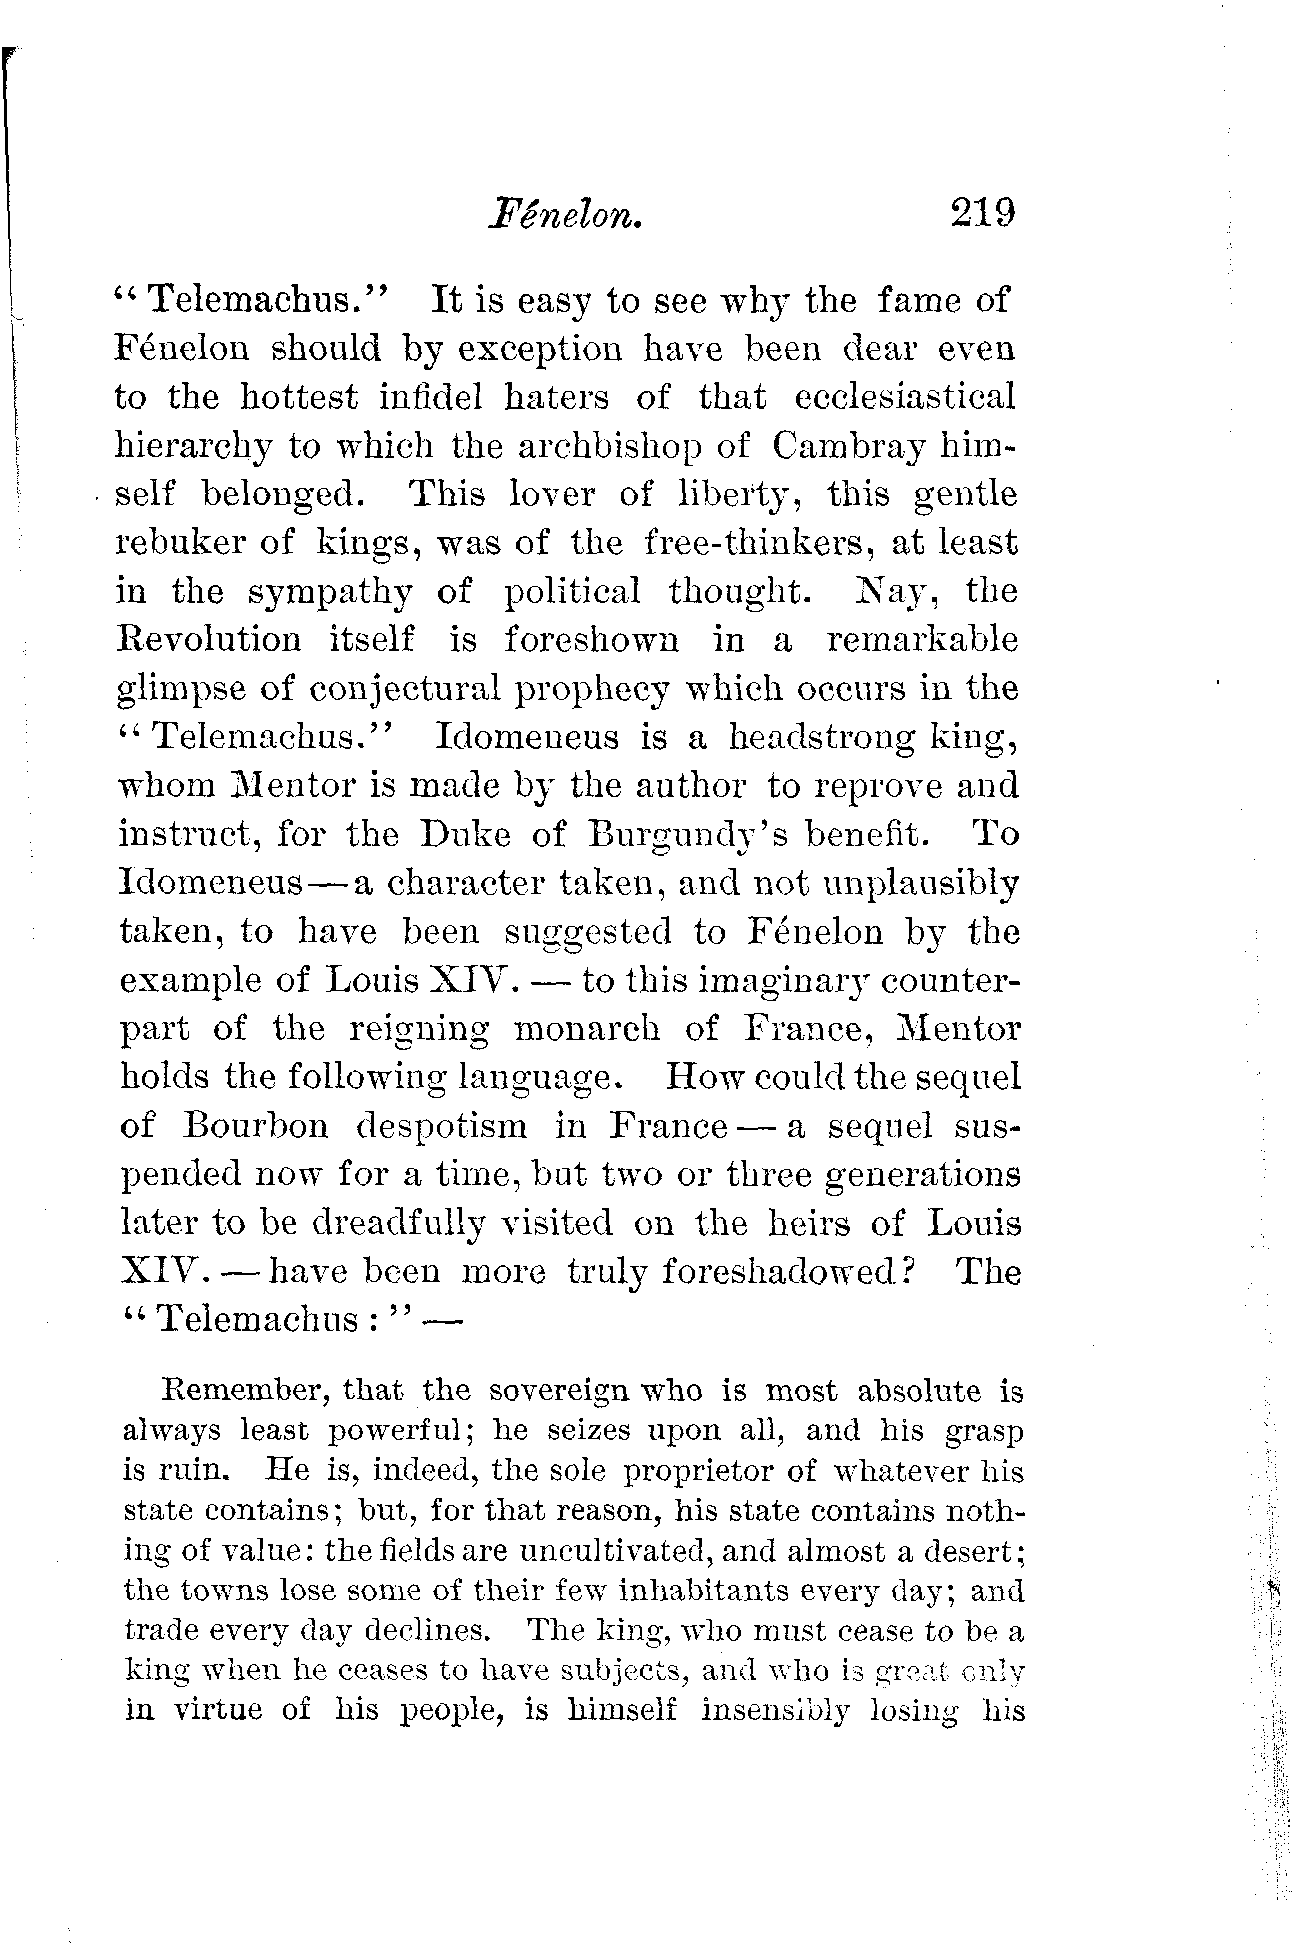 Fénelon. 219
“Telemachus.” It is easy to see why the fame of
Fénelon should by exception have been dear even
to the hottest infidel haters of that ecclesiastical
hierarchy to which the archbishop of Cambray him-
self belonged. This lover of liberty, this gentle
rebuker of kings, was of the free-thinkers, at least
in the sympathy of political thought. Nay, the
Revolution itself is foreshown in a remarkable
glimpse of conjectural prophecy which occurs in the
“Telemachus.” Idomeneus is a headstrong king,
whom Mentor is made by the author to reprove and
instruct, for the Duke of Burgundy’s benefit. To
Idomeneus—a character taken, and not unplausibly
taken, to have been suggested to Fénelon by the
example of Louis XIV. — to this imaginary counter-
part of the reigning monarch of France, Mentor
holds the following language. How could the sequel
of Bourbon despotism in France — a sequel sus-
pended now for a time, but two or three generations
later to be dreadfully visited on the heirs of Louis
XIV. — have been more truly foreshadowed? The
“Telemachus:” —
Remember, that the sovereign who is most absolute is
always least powerful; he seizes upon all, and his grasp
is ruin. He is, indeed, the sole proprietor of whatever his
state contains; but, for that reason, his state contains noth-
ing of value: the fields are uncultivated, and almost a desert;
the towns lose some of their few inhabitants every day; and
trade every day declines. The king, who must cease to be a
king when he ceases to have subjects, and who is great only
in virtue of his people, is himself insensibly losing his